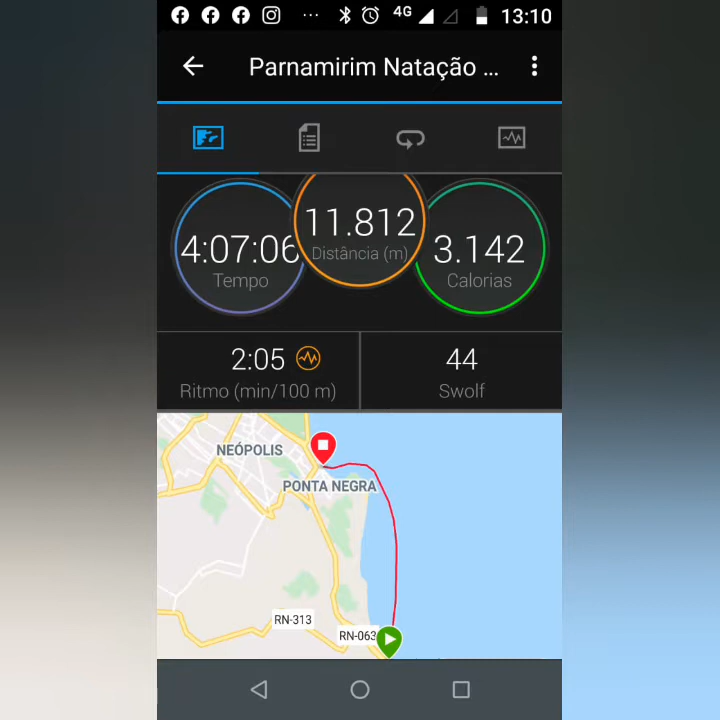 4G 13:10
Parnamirim Natação ...
4:07:06
Tempo
11.812
Distância (m)
3.142
Calorias
2:05
Ritmo (min/100 m)
44
Swolf
NEÓPOLIS
PONTA NEGRA
RN-313
RN-063